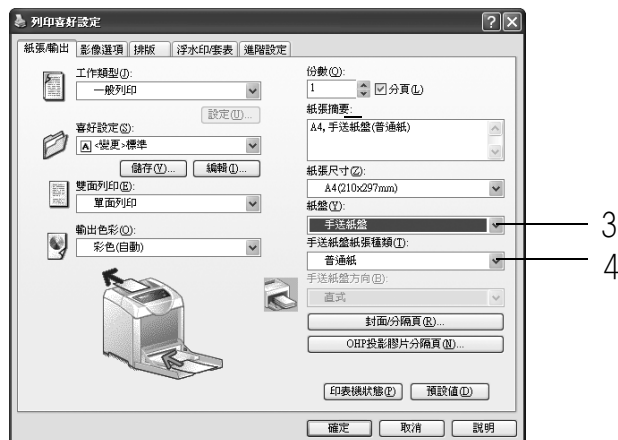 列印喜好設定
紙張/輸出 影像選項 排版 浮水印/套表 進階設定
工作類型(J):
一般列印
設定(U)...
喜好設定(S):
A <變更>標準
儲存(V)... 編輯(I)...
雙面列印(E):
單面列印
輸出色彩(O):
彩色(自動)
份數(Q):
1 分頁(L)
紙張摘要:
A4, 手送紙盤(普通紙)
紙張尺寸(Z):
A4(210x297mm)
紙盤(Y):
手送紙盤
3
手送紙盤紙張種類(T):
普通紙
4
手送紙盤方向(B):
直式
封面/分隔頁(R)...
OHP投影膠片分隔頁(N)...
印表機狀態(P) 預設值(D)
確定 取消 說明